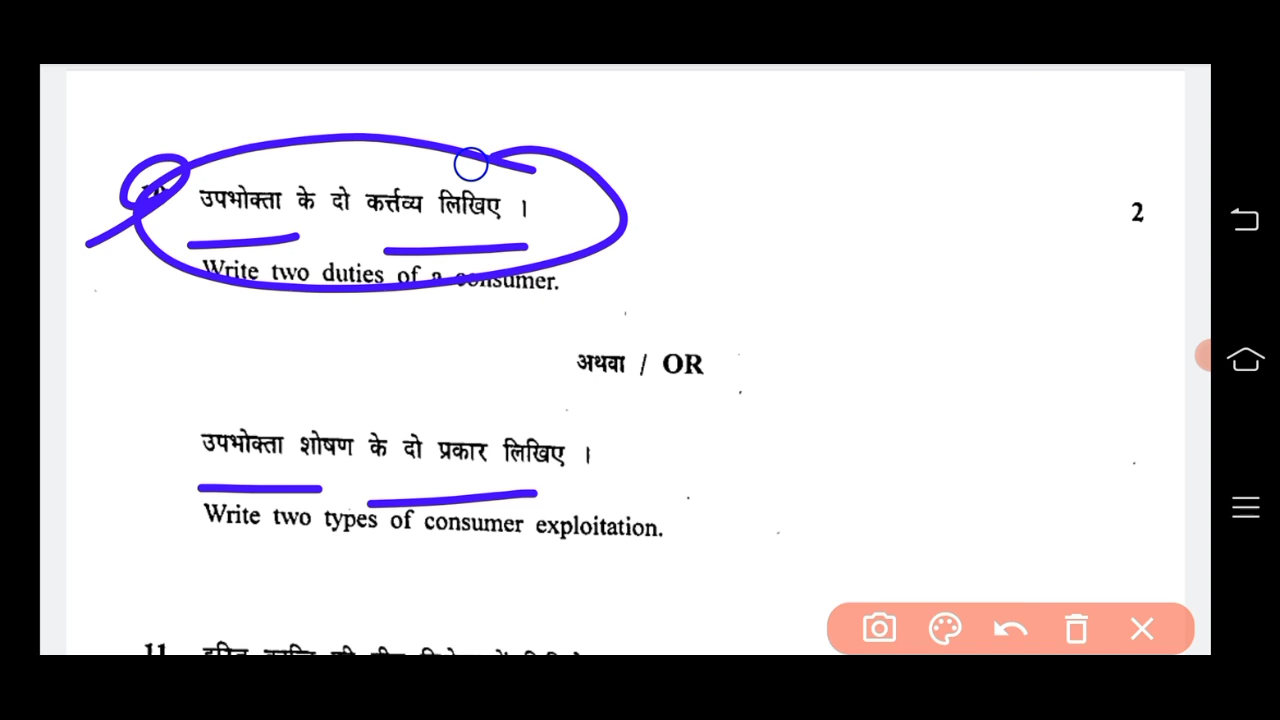 उपभोक्ता के दो कर्त्तव्य लिखिए ।
2
Write two duties of a consumer.
अथवा / OR
उपभोक्ता शोषण के दो प्रकार लिखिए ।
Write two types of consumer exploitation.
11